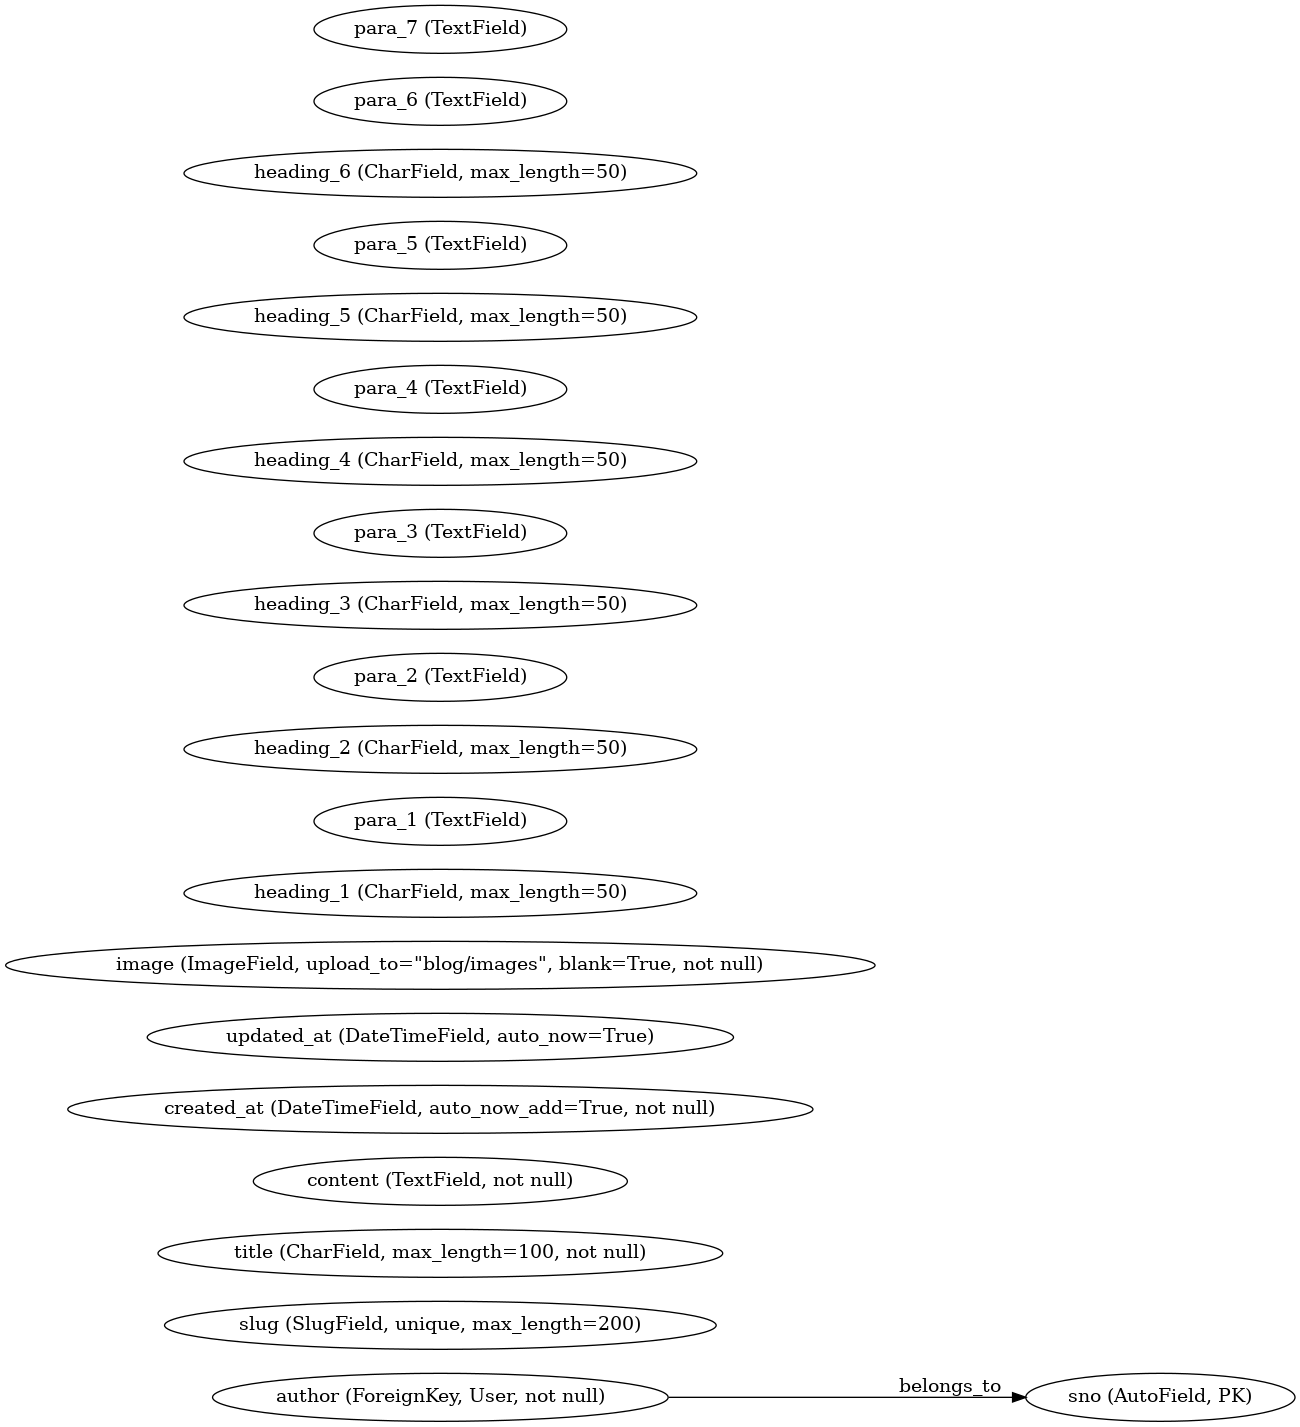 para_7 (TextField)
para_6 (TextField)
heading_6 (CharField, max_length=50)
para_5 (TextField)
heading_5 (CharField, max_length=50)
para_4 (TextField)
heading_4 (CharField, max_length=50)
para_3 (TextField)
heading_3 (CharField, max_length=50)
para_2 (TextField)
heading_2 (CharField, max_length=50)
para_1 (TextField)
heading_1 (CharField, max_length=50)
image (ImageField, upload_to="blog/images", blank=True, not null)
updated_at (DateTimeField, auto_now=True)
created_at (DateTimeField, auto_now_add=True, not null)
content (TextField, not null)
title (CharField, max_length=100, not null)
slug (SlugField, unique, max_length=200)
author (ForeignKey, User, not null)
belongs_to
sno (AutoField, PK)